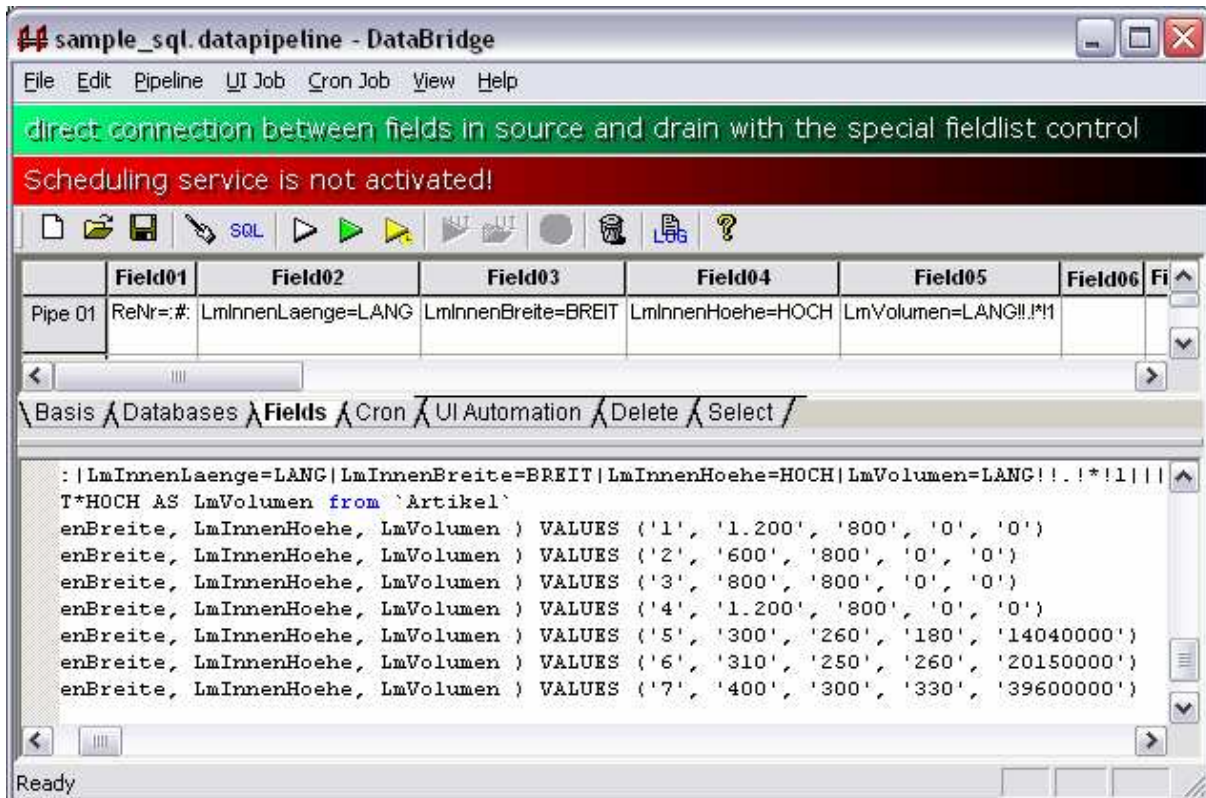 sample_sql.datapipeline - DataBridge
File Edit Pipeline UI Job Cron Job View Help
direct connection between fields in source and drain with the special fieldlist control
Scheduling service is not activated!
SQL LOG
Field01 Field02 Field03 Field04 Field05 Field06 Fi
Pipe 01 ReNr=:#: LmInnenLaenge=LANG LmInnenBreite=BREIT LmInnenHoehe=HOCH LmVolumen=LANG!!.!*!1
Basis Databases Fields Cron UI Automation Delete Select
:|LmInnenLaenge=LANG|LmInnenBreite=BREIT|LmInnenHoehe=HOCH|LmVolumen=LANG!!.!*!1|||
T*HOCH AS LmVolumen from `Artikel`
enBreite, LmInnenHoehe, LmVolumen ) VALUES ('1', '1.200', '800', '0', '0')
enBreite, LmInnenHoehe, LmVolumen ) VALUES ('2', '600', '800', '0', '0')
enBreite, LmInnenHoehe, LmVolumen ) VALUES ('3', '800', '800', '0', '0')
enBreite, LmInnenHoehe, LmVolumen ) VALUES ('4', '1.200', '800', '0', '0')
enBreite, LmInnenHoehe, LmVolumen ) VALUES ('5', '300', '260', '180', '14040000')
enBreite, LmInnenHoehe, LmVolumen ) VALUES ('6', '310', '250', '260', '20150000')
enBreite, LmInnenHoehe, LmVolumen ) VALUES ('7', '400', '300', '330', '39600000')
Ready